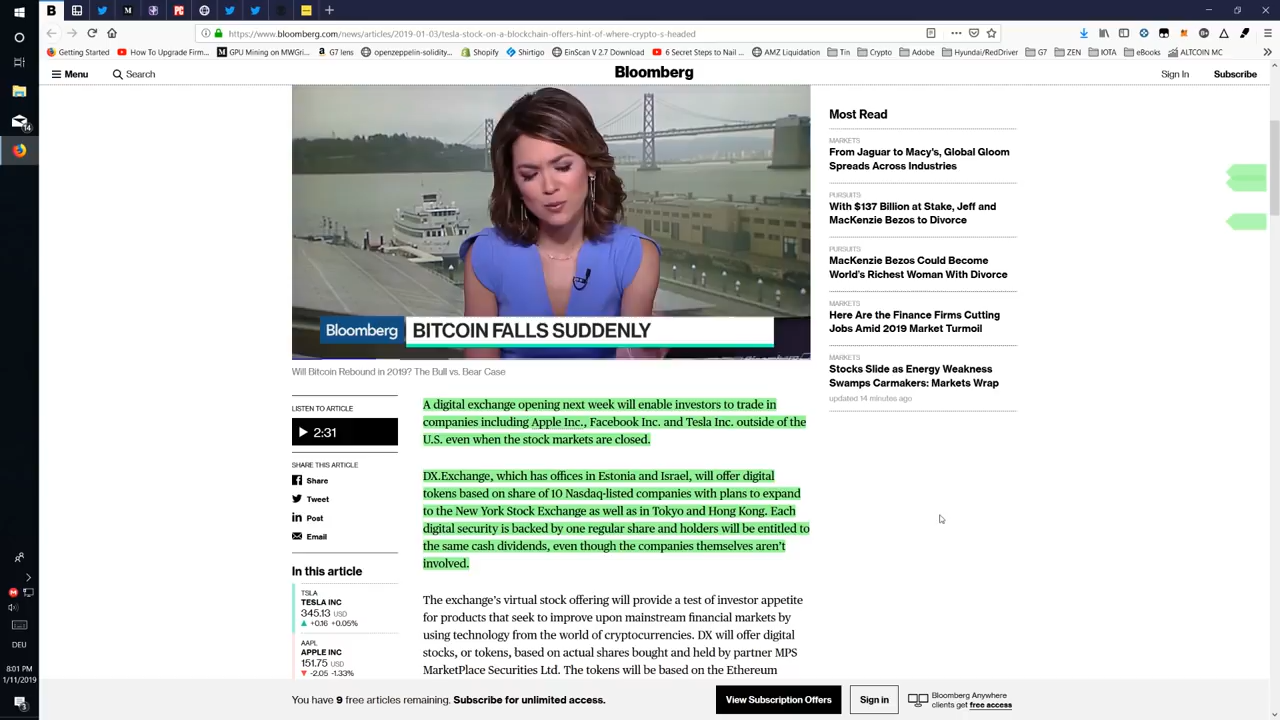 https://www.bloomberg.com/news/articles/2019-01-03/tesla-stock-on-a-blockchain-offers-hint-of-where-crypto-s-headed
Getting Started
How To Upgrade Firm...
GPU Mining on MWGri...
G7 lens
openzeppelin-solidity...
Shopify
Shirtigo
EinScan V 2.7 Download
6 Secret Steps to Nail ...
AMZ Liquidation
Tin
Crypto
Adobe
Hyundai/RedDriver
G7
ZEN
IOTA
eBooks
ALTCOIN MC
Menu
Search
Bloomberg
Sign In
Subscribe
Bloomberg
BITCOIN FALLS SUDDENLY
Bloomberg
Will Bitcoin Rebound in 2019? The Bull vs. Bear Case
LISTEN TO ARTICLE
2:31
SHARE THIS ARTICLE
Share
Tweet
Post
Email
In this article
TSLA
TESLA INC
345.13 USD
▲ +0.16 +0.05%
AAPL
APPLE INC
151.75 USD
▼ -2.05 -1.33%
A digital exchange opening next week will enable investors to trade in
companies including Apple Inc., Facebook Inc. and Tesla Inc. outside of the
U.S. even when the stock markets are closed.
DX.Exchange, which has offices in Estonia and Israel, will offer digital
tokens based on share of 10 Nasdaq-listed companies with plans to expand
to the New York Stock Exchange as well as in Tokyo and Hong Kong. Each
digital security is backed by one regular share and holders will be entitled to
the same cash dividends, even though the companies themselves aren't
involved.
The exchange's virtual stock offering will provide a test of investor appetite
for products that seek to improve upon mainstream financial markets by
using technology from the world of cryptocurrencies. DX will offer digital
stocks, or tokens, based on actual shares bought and held by partner MPS
MarketPlace Securities Ltd. The tokens will be based on the Ethereum
Most Read
MARKETS
From Jaguar to Macy's, Global Gloom
Spreads Across Industries
PURSUITS
With $137 Billion at Stake, Jeff and
MacKenzie Bezos to Divorce
PURSUITS
MacKenzie Bezos Could Become
World's Richest Woman With Divorce
MARKETS
Here Are the Finance Firms Cutting
Jobs Amid 2019 Market Turmoil
MARKETS
Stocks Slide as Energy Weakness
Swamps Carmakers: Markets Wrap
updated 14 minutes ago
You have 9 free articles remaining. Subscribe for unlimited access.
View Subscription Offers
Sign in
Bloomberg Anywhere
clients get free access
14
DEU
8:01 PM
1/11/2019